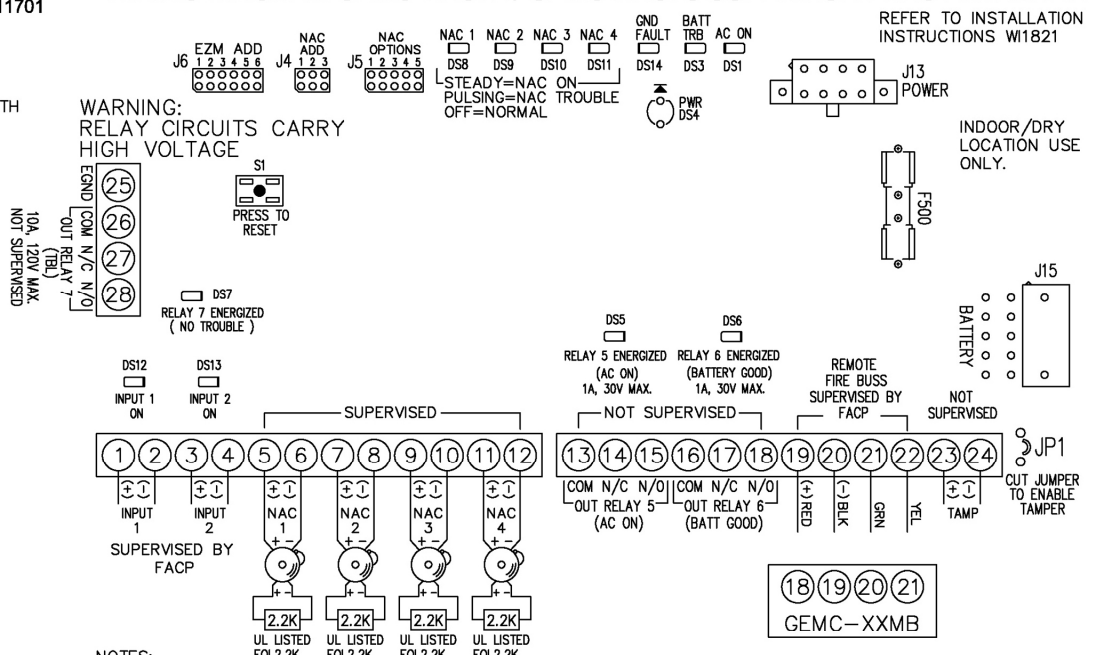 11701
REFER TO INSTALLATION
INSTRUCTIONS WI1821
J6
EZM ADD
1 2 3 4 5 6
J4
NAC
ADD
1 2 3
J5
NAC
OPTIONS
1 2 3 4 5
NAC 1 NAC 2 NAC 3 NAC 4
DS8 DS9 DS10 DS11
STEADY=NAC ON
PULSING=NAC TROUBLE
OFF=NORMAL
GND
FAULT
DS14
BATT
TRB
DS3
AC ON
DS1
PWR
DS4
J13
POWER
TH
WARNING:
RELAY CIRCUITS CARRY
HIGH VOLTAGE
INDOOR/DRY
LOCATION USE
ONLY.
S1
PRESS TO
RESET
F500
25
26
27
28
EGND
COM N/C N/O
OUT RELAY 7
(TBL)
10A, 120V MAX.
NOT SUPERVISED
DS7
RELAY 7 ENERGIZED
( NO TROUBLE )
J15
BATTERY
DS5
RELAY 5 ENERGIZED
(AC ON)
1A, 30V MAX.
DS6
RELAY 6 ENERGIZED
(BATTERY GOOD)
1A, 30V MAX.
REMOTE
FIRE BUSS
SUPERVISED BY
FACP
NOT
SUPERVISED
DS12
INPUT 1
ON
DS13
INPUT 2
ON
SUPERVISED
NOT SUPERVISED
1 2 3 4 5 6 7 8 9 10 11 12
13 14 15 16 17 18 19 20 21 22 23 24
JP1
CUT JUMPER
TO ENABLE
TAMPER
+ -
INPUT
1
+ -
INPUT
2
SUPERVISED BY
FACP
+ -
NAC
1
+ -
+ -
NAC
2
+ -
+ -
NAC
3
+ -
+ -
NAC
4
+ -
COM N/C N/O
OUT RELAY 5
(AC ON)
COM N/C N/O
OUT RELAY 6
(BATT GOOD)
(+) RED
(-) BLK
GRN
YEL
+ -
TAMP
+ - + - + - + -
2.2K 2.2K 2.2K 2.2K
UL LISTED UL LISTED UL LISTED UL LISTED
EOL2.2K EOL2.2K EOL2.2K EOL2.2K
18 19 20 21
GEMC-XXMB
NOTES: